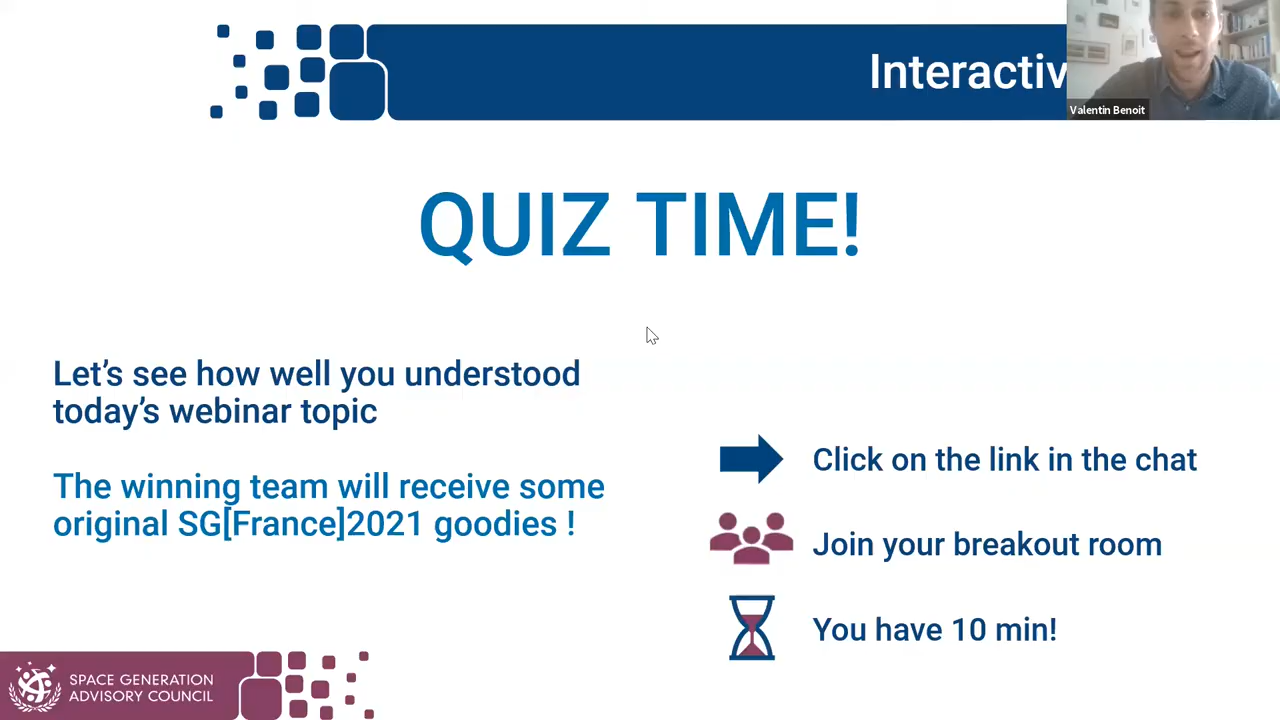 Interactiv
Valentin Benoit
QUIZ TIME!
Let's see how well you understood
today's webinar topic
The winning team will receive some
original SG[France]2021 goodies !
Click on the link in the chat
Join your breakout room
You have 10 min!
SPACE GENERATION
ADVISORY COUNCIL